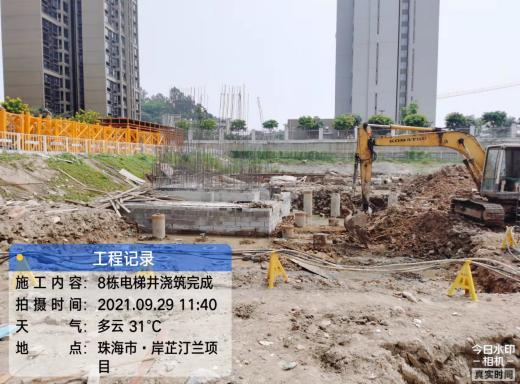 KOMATSU
工程记录
施工内容：8栋电梯井浇筑完成
拍摄时间：2021.09.29 11:40
天气：多云 31℃
地点：珠海市·岸芷汀兰项
目
今日水印
相机
真实时间